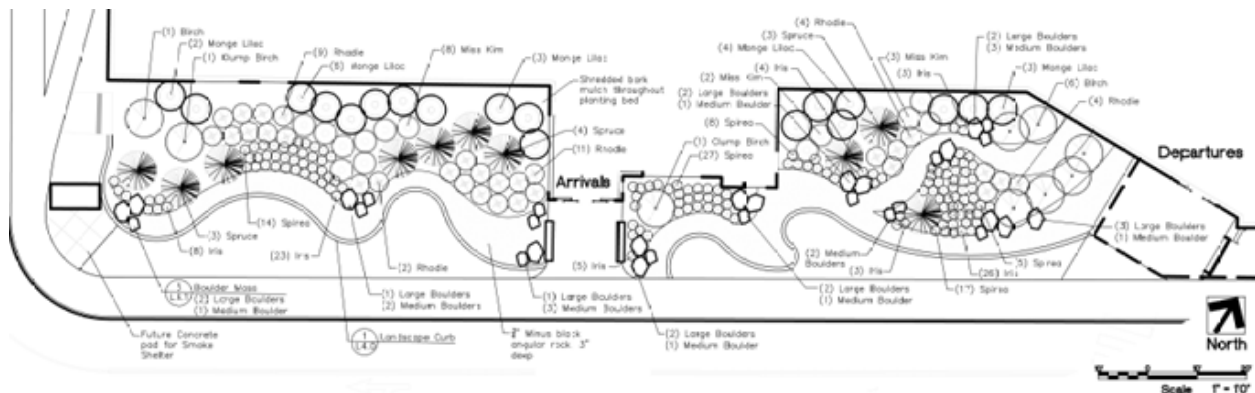 (1) Birch
(2) Monge Lilac
(1) Clump Birch
(9) Rhodie
(5) Monge Lilac
(8) Miss Kim
(3) Monge Lilac
Shredded bark
mulch throughout
planting bed
(4) Spruce
(11) Rhodie
Arrivals
(14) Spirea
(3) Spruce
(8) Iris
(23) Iris
(2) Rhodie
Boulder Mass
(2) Large Boulders
(1) Medium Boulder
Future Concrete
pad for Smoke
Shelter
1
L4.0
Landscape Curb
(1) Large Boulders
(2) Medium Boulders
Minus black
angular rock 3"
deep
(1) Large Boulders
(3) Medium Boulders
(4) Rhodie
(3) Spruce
(4) Monge Lilac
(4) Iris
(2) Miss Kim
(2) Large Boulders
(1) Medium Boulder
(8) Spirea
(1) Clump Birch
(27) Spirea
(5) Iris
(2) Large Boulders
(1) Medium Boulder
(2) Large Boulders
(1) Medium Boulder
(2) Medium
Boulders
(3) Iris
(17) Spirea
(26) Iris
(5) Spirea
(3) Large Boulders
(1) Medium Boulder
(3) Miss Kim
(3) Iris
(2) Large Boulders
(3) Medium Boulders
(3) Monge Lilac
(6) Birch
(4) Rhodie
Departures
North
Scale 1" = 10'